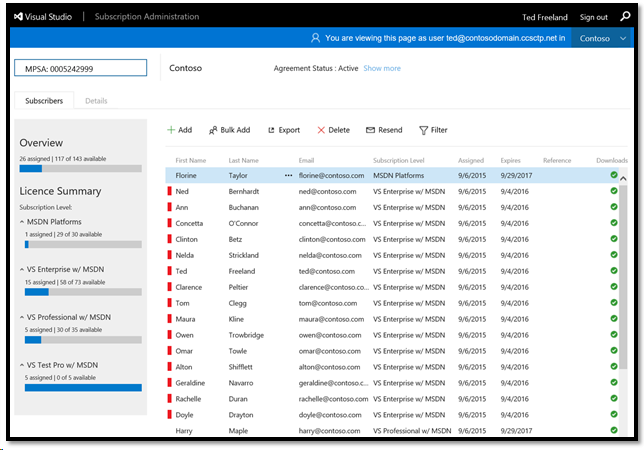 Visual Studio | Subscription Administration Ted Freeland Sign out
You are viewing this page as user ted@contosodomain.ccsctp.net in Contoso
MPSA: 0005242999 Contoso Agreement Status : Active Show more
Subscribers Details
Overview
26 assigned | 117 of 143 available
Licence Summary
Subscription Level:
MSDN Platforms
1 assigned | 29 of 30 available
VS Enterprise w/ MSDN
15 assigned | 58 of 73 available
VS Professional w/ MSDN
5 assigned | 30 of 35 available
VS Test Pro w/ MSDN
5 assigned | 0 of 5 available
Add Bulk Add Export Delete Resend Filter
First Name Last Name Email Subscription Level Assigned Expires Reference Downloads
Florine Taylor ••• florine@contoso.com MSDN Platforms 9/6/2015 9/29/2017
Ned Bernhardt ned@contoso.com VS Enterprise w/ MSDN 9/6/2015 9/4/2016
Ann Buchanan ann@contoso.com VS Enterprise w/ MSDN 9/6/2015 9/4/2016
Concetta O'Connor concetta@contoso.c... VS Enterprise w/ MSDN 9/6/2015 9/4/2016
Clinton Betz clinton@contoso.com VS Enterprise w/ MSDN 9/6/2015 9/4/2016
Nelda Strickland nelda@contoso.com VS Enterprise w/ MSDN 9/6/2015 9/4/2016
Ted Freeland ted@contoso.com VS Enterprise w/ MSDN 9/6/2015 9/4/2016
Clarence Peltier clarence@contoso.co... VS Enterprise w/ MSDN 9/6/2015 9/4/2016
Tom Clegg tom@contoso.com VS Enterprise w/ MSDN 9/6/2015 9/4/2016
Maura Kline maura@contoso.com VS Enterprise w/ MSDN 9/6/2015 9/4/2016
Owen Trowbridge owen@contoso.com VS Enterprise w/ MSDN 9/6/2015 9/4/2016
Omar Towle omar@contoso.com VS Enterprise w/ MSDN 9/6/2015 9/4/2016
Alton Shifflett alton@contoso.com VS Enterprise w/ MSDN 9/6/2015 9/4/2016
Geraldine Navarro geraldine@contoso.c... VS Enterprise w/ MSDN 9/6/2015 9/4/2016
Rachelle Duran rachelle@contoso.com VS Enterprise w/ MSDN 9/6/2015 9/4/2016
Doyle Drayton doyle@contoso.com VS Enterprise w/ MSDN 9/6/2015 9/4/2016
Harry Maple harry@contoso.com VS Professional w/ MSDN 9/6/2015 9/29/2017